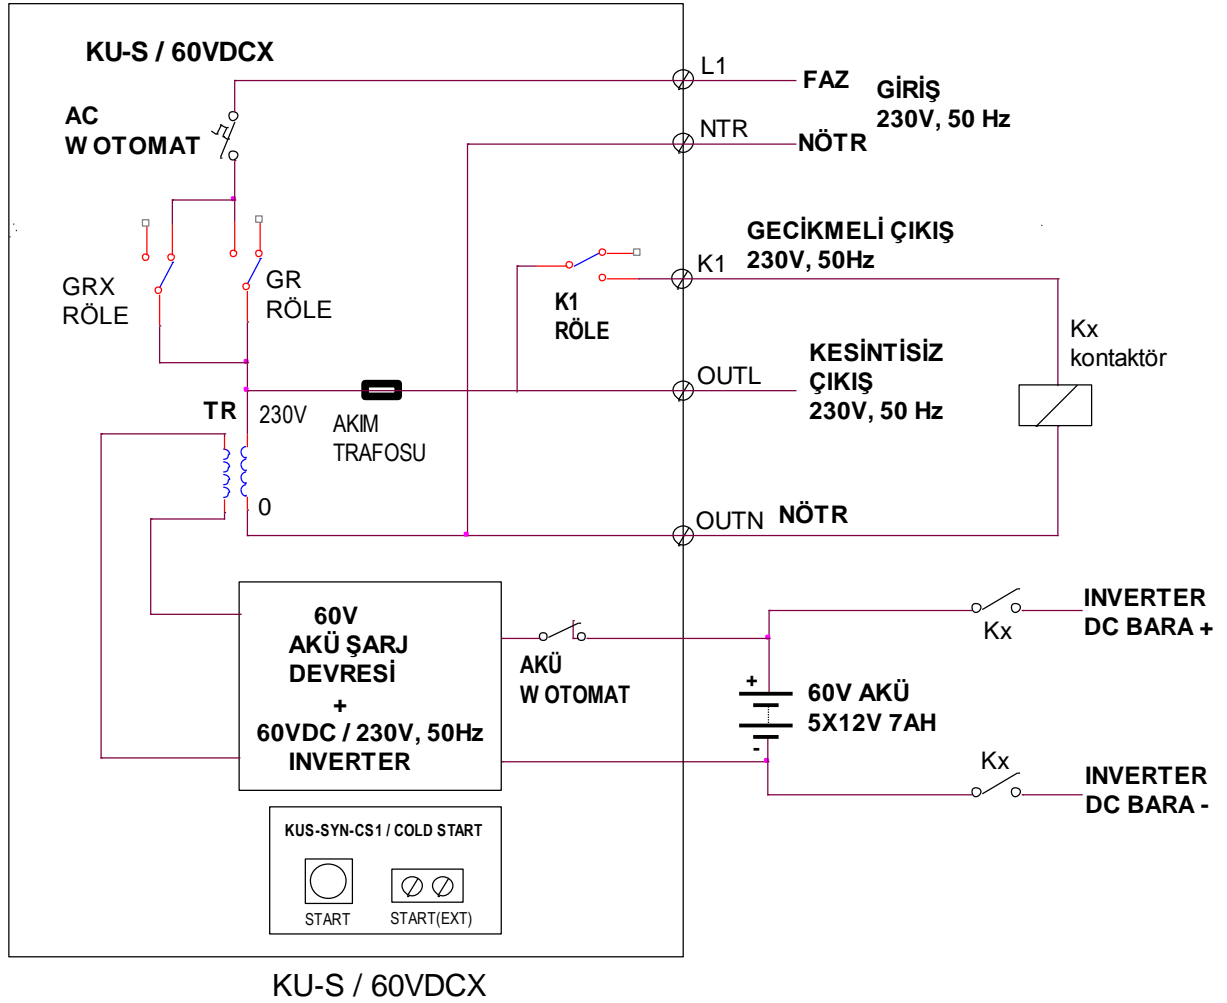 KU-S / 60VDCX
L1
FAZ
GİRİŞ
230V, 50 Hz
AC
W OTOMAT
NTR
NÖTR
GECİKMELİ ÇIKIŞ
230V, 50Hz
K1
GRX
RÖLE
GR
RÖLE
K1
RÖLE
Kx
kontaktör
KESİNTİSİZ
ÇIKIŞ
230V, 50 Hz
OUTL
TR
230V
AKIM
TRAFOSU
0
OUTN
NÖTR
60V
AKÜ ŞARJ
DEVRESİ
+
60VDC / 230V, 50Hz
INVERTER
AKÜ
W OTOMAT
+
-
60V AKÜ
5X12V 7AH
Kx
INVERTER
DC BARA +
Kx
INVERTER
DC BARA -
KUS-SYN-CS1 / COLD START
START
START(EXT)
KU-S / 60VDCX